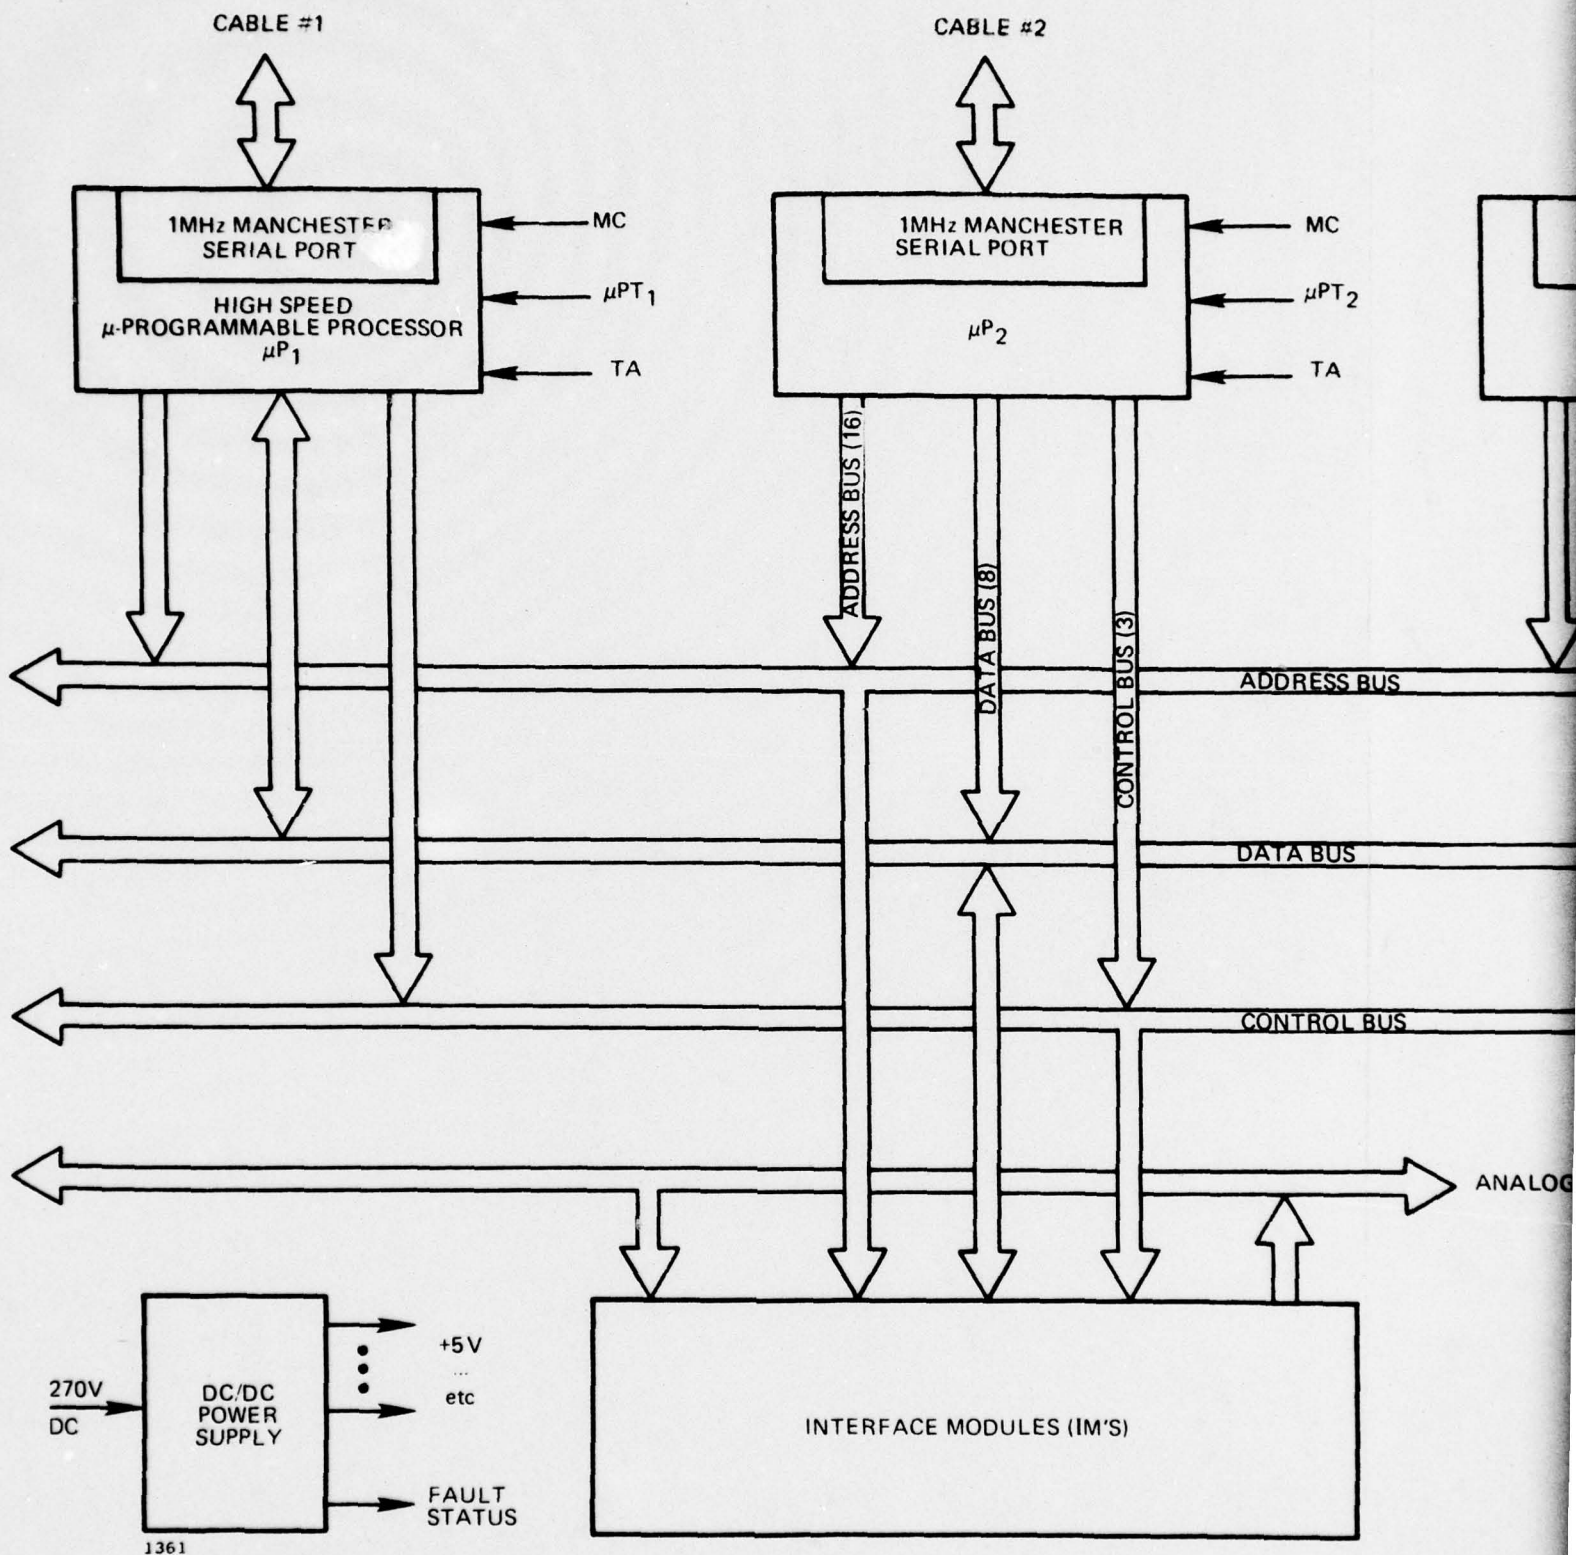 CABLE #1
CABLE #2
1MHz MANCHESTER
SERIAL PORT
HIGH SPEED
μ-PROGRAMMABLE PROCESSOR
μP1
MC
μPT1
TA
1MHz MANCHESTER
SERIAL PORT
μP2
MC
μPT2
TA
ADDRESS BUS (16)
DATA BUS (8)
CONTROL BUS (3)
ADDRESS BUS
DATA BUS
CONTROL BUS
ANALOG
270V
DC
DC/DC
POWER
SUPPLY
+5V
...
etc
FAULT
STATUS
INTERFACE MODULES (IM'S)
1361